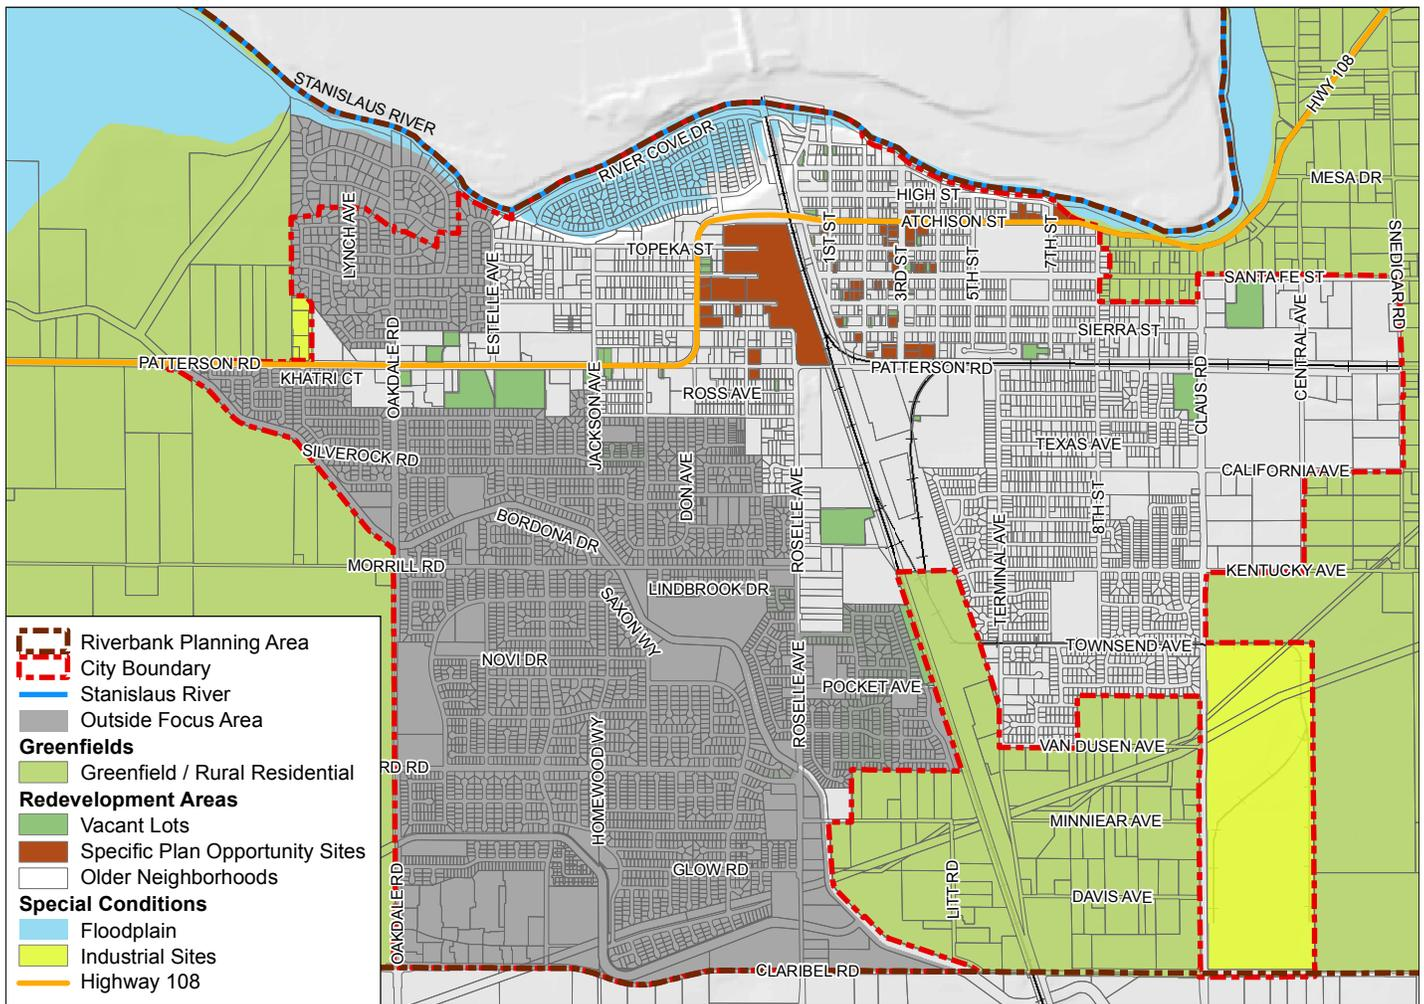 HWY 108
STANISLAUS RIVER
RIVER COVE DR
MESA DR
HIGH ST
LYNCH AVE
ATCHISON ST
1ST ST
7TH ST
TOPEKA ST
SNEDIGAR RD
3RD ST
5TH ST
SANTA FE ST
ESTELLE AVE
CENTRAL AVE
SIERRA ST
OAKDALE RD
PATTERSON RD
PATTERSON RD
KHATRI CT
JACKSON AVE
ROSS AVE
CLAUS RD
TEXAS AVE
SILVEROCK RD
CALIFORNIA AVE
DON AVE
ROSELLE AVE
8TH ST
BORDONA DR
TERMINAL AVE
MORRILL RD
KENTUCKY AVE
LINDBROOK DR
SAXON WY
TOWNSEND AVE
NOVI DR
ROSELLE AVE
POCKET AVE
VAN DUSEN AVE
RD RD
HOMEWOOD WY
MINNIEAR AVE
GLOW RD
LITT RD
DAVIS AVE
OAKDALE RD
CLARIBEL RD
Riverbank Planning Area
City Boundary
Stanislaus River
Outside Focus Area
Greenfields
Greenfield / Rural Residential
Redevelopment Areas
Vacant Lots
Specific Plan Opportunity Sites
Older Neighborhoods
Special Conditions
Floodplain
Industrial Sites
Highway 108